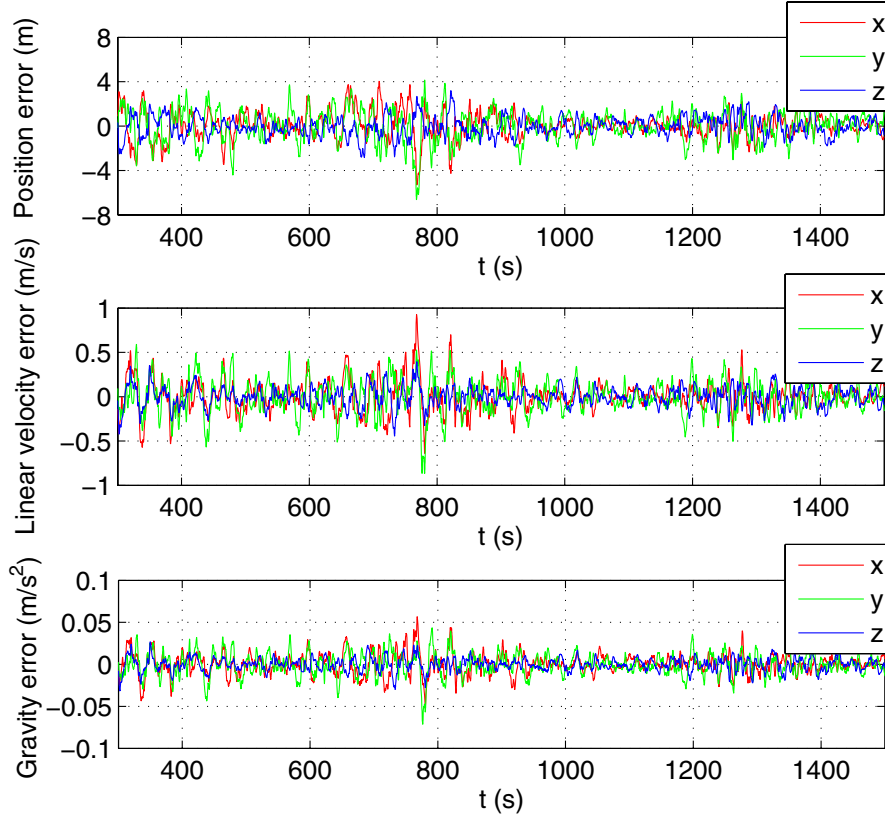 Position error (m)
8
4
0
−4
−8
400
600
800
1000
1200
1400
t (s)
x
y
z
Linear velocity error (m/s)
1
0.5
0
−0.5
−1
400
600
800
1000
1200
1400
t (s)
x
y
z
Gravity error (m/s²)
0.1
0.05
0
−0.05
−0.1
400
600
800
1000
1200
1400
t (s)
x
y
z